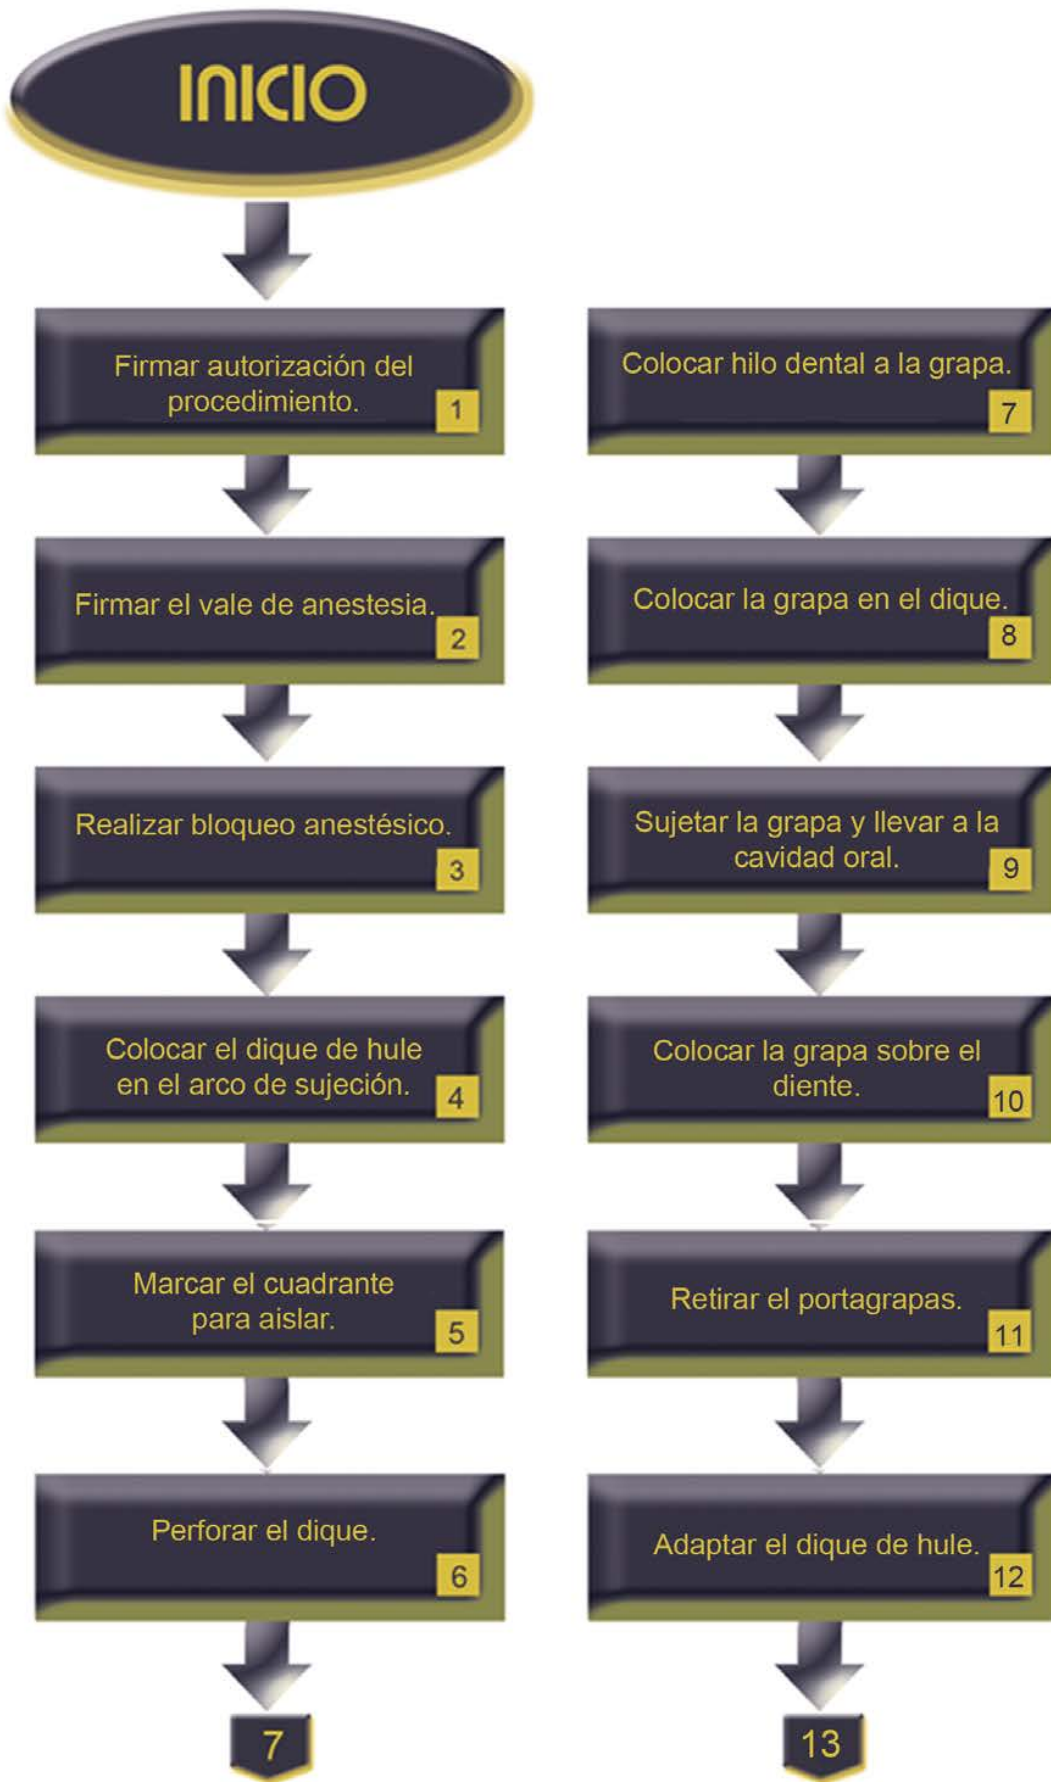 INICIO
Firmar autorización del
procedimiento.
1
Firmar el vale de anestesia.
2
Realizar bloqueo anestésico.
3
Colocar el dique de hule
en el arco de sujeción.
4
Marcar el cuadrante
para aislar.
5
Perforar el dique.
6
7
Colocar hilo dental a la grapa.
7
Colocar la grapa en el dique.
8
Sujetar la grapa y llevar a la
cavidad oral.
9
Colocar la grapa sobre el
diente.
10
Retirar el portagrapas.
11
Adaptar el dique de hule.
12
13